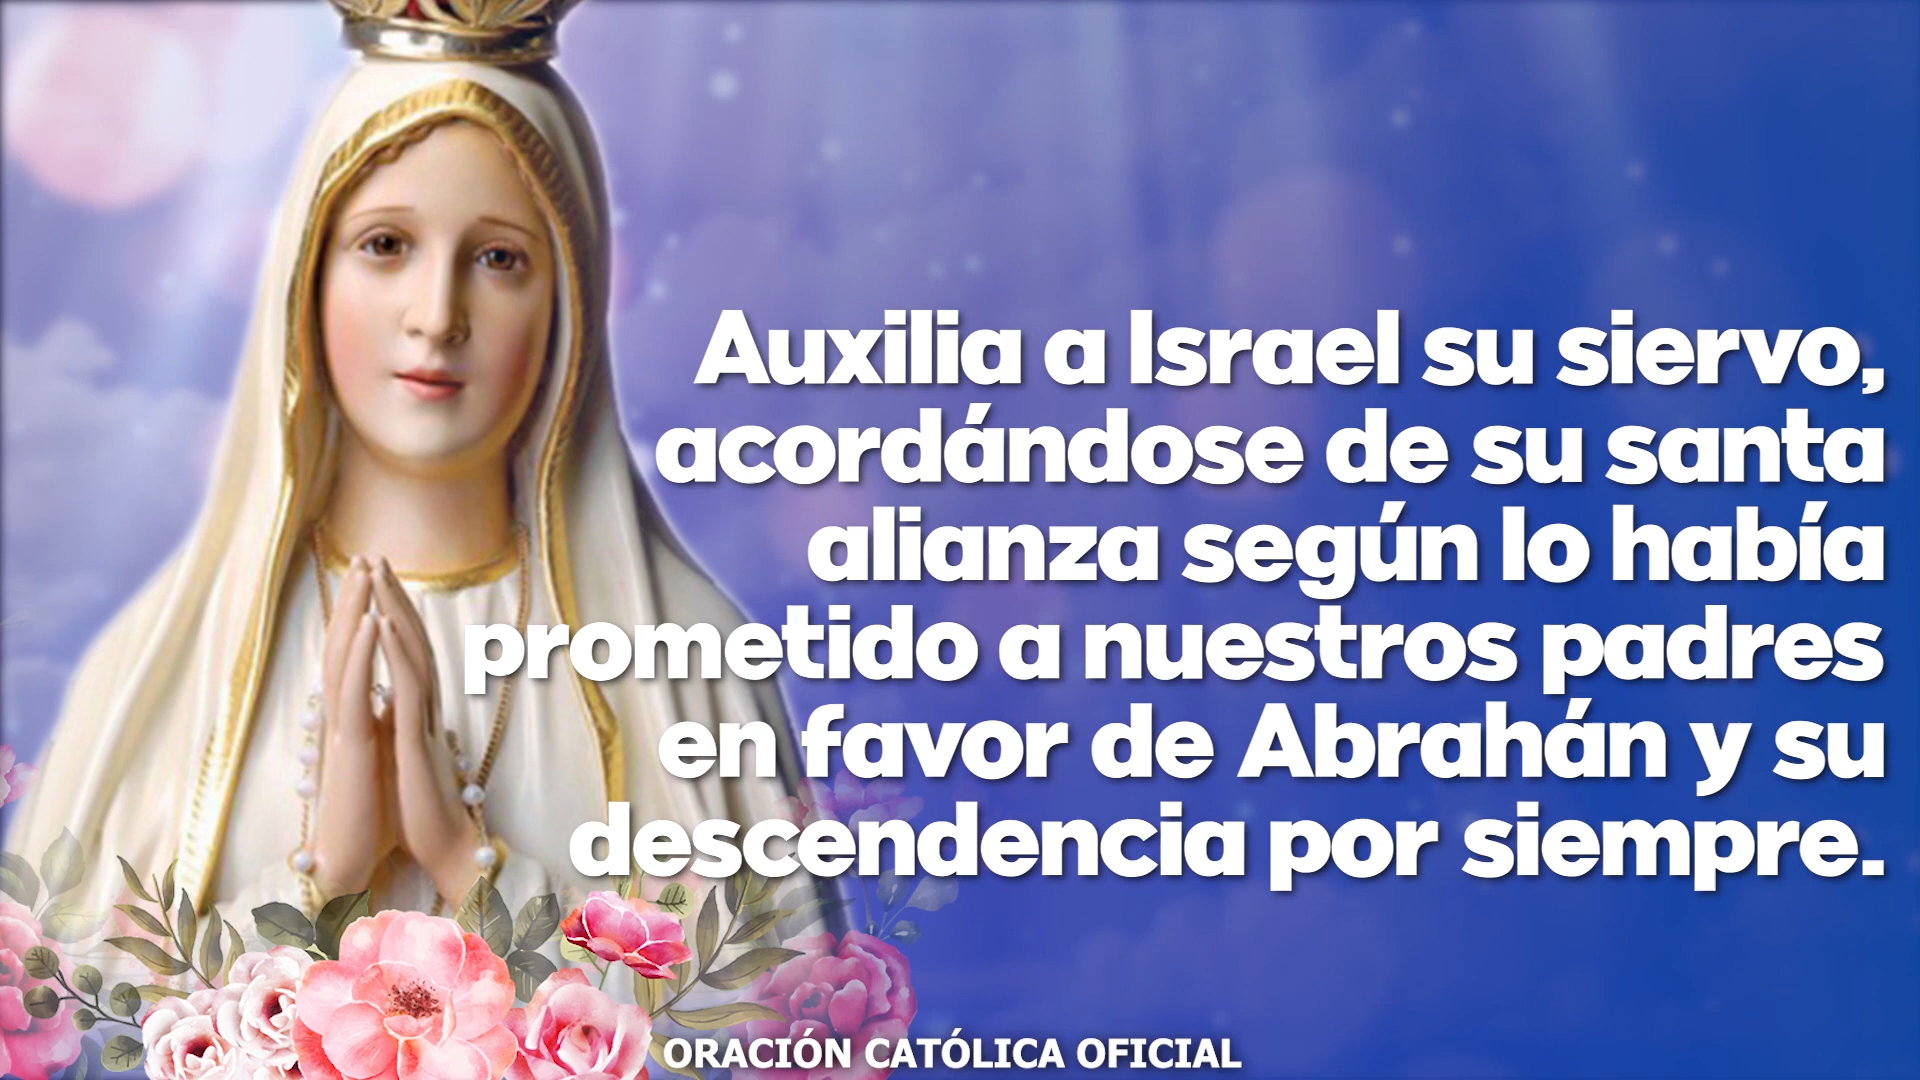 Auxilia a Israel su siervo,
acordándose de su santa
alianza según lo había
prometido a nuestros padres
en favor de Abrahán y su
descendencia por siempre.
ORACIÓN CATÓLICA OFICIAL